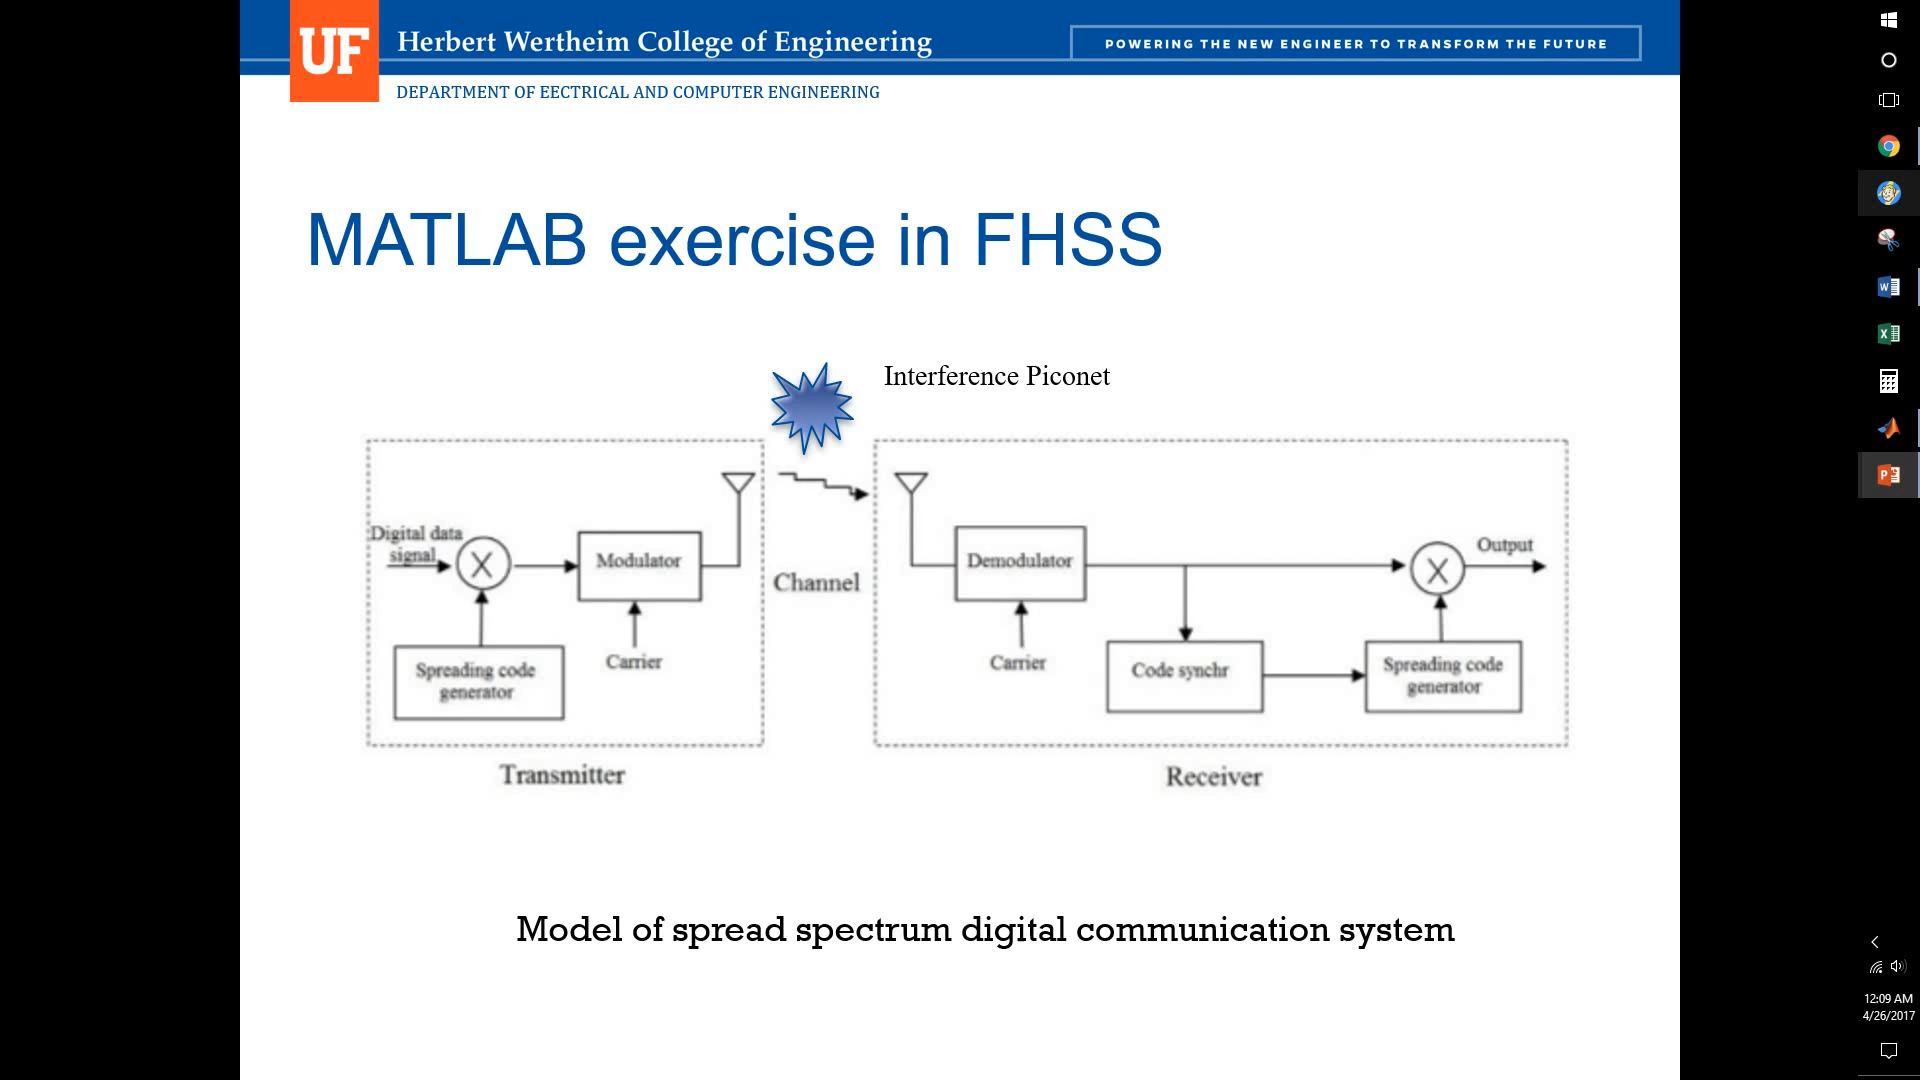 UF
Herbert Wertheim College of Engineering
POWERING THE NEW ENGINEER TO TRANSFORM THE FUTURE
DEPARTMENT OF EECTRICAL AND COMPUTER ENGINEERING
MATLAB exercise in FHSS
Interference Piconet
Digital data
signal
X
Modulator
Spreading code
generator
Carrier
Transmitter
Channel
Demodulator
Carrier
Code synchr
Spreading code
generator
X
Output
Receiver
Model of spread spectrum digital communication system
12:09 AM
4/26/2017